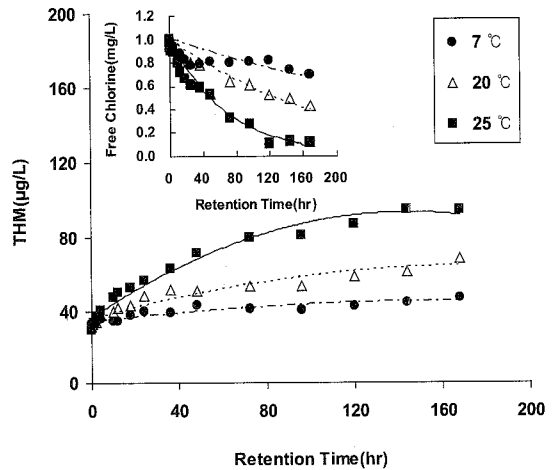 200
160
120
80
40
0
THM(µg/L)
0 40 80 120 160 200
Retention Time(hr)
1.2
1.0
0.8
0.6
0.4
0.2
0.0
Free Chlorine(mg/L)
0 40 80 120 160 200
Retention Time(hr)
7 ℃
20 ℃
25 ℃